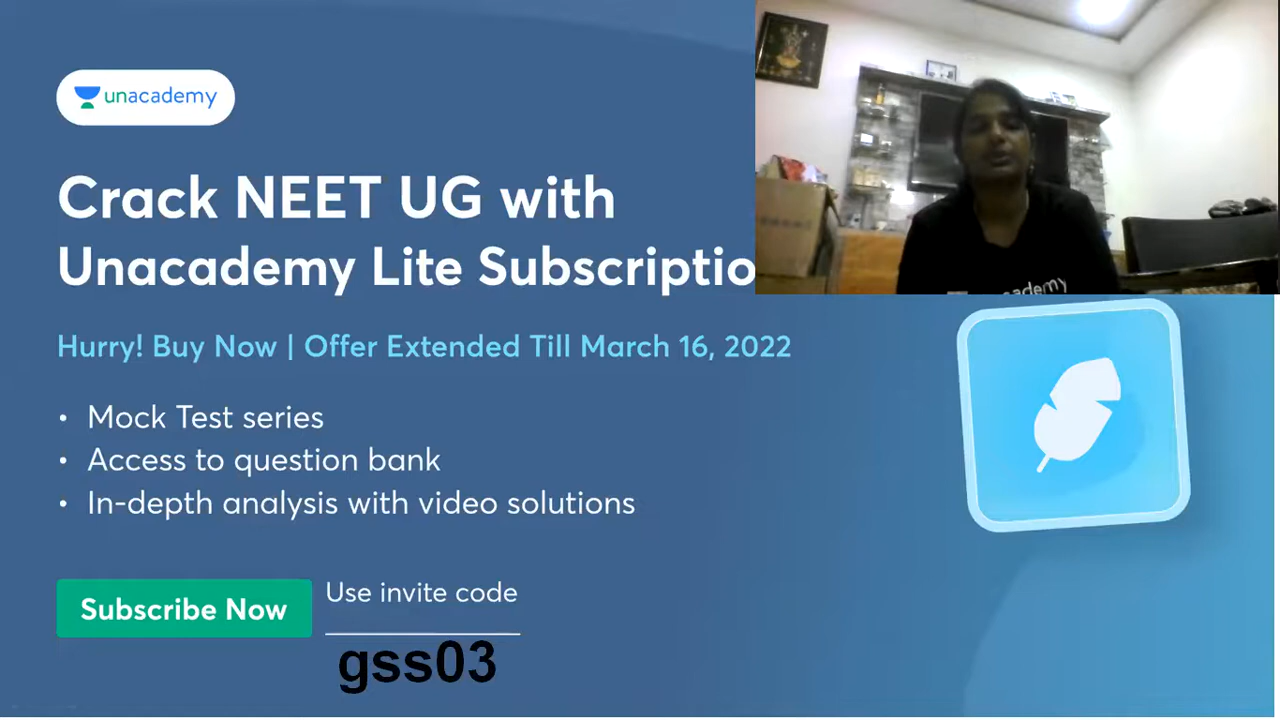 unacademy
Crack NEET UG with
Unacademy Lite Subscriptio
Hurry! Buy Now | Offer Extended Till March 16, 2022
• Mock Test series
• Access to question bank
• In-depth analysis with video solutions
Subscribe Now
Use invite code
gss03
ademy